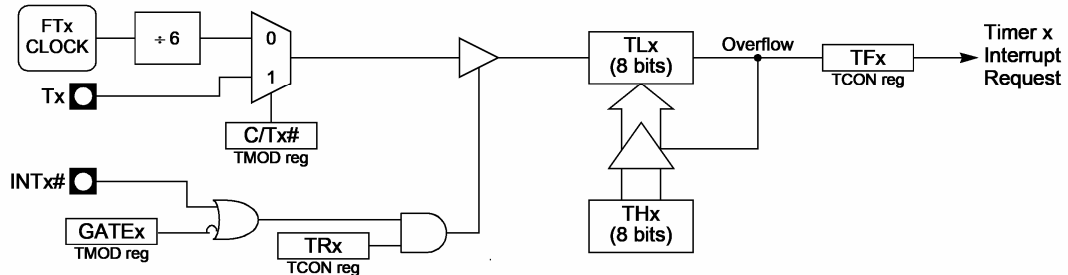 FTx
CLOCK
÷ 6
0
1
Tx
C/Tx#
TMOD reg
INTx#
GATEx
TMOD reg
TRx
TCON reg
TLx
(8 bits)
Overflow
TFx
TCON reg
Timer x
Interrupt
Request
THx
(8 bits)